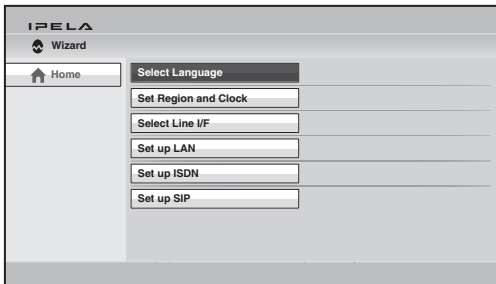 IPELA
Wizard
Home
Select Language
Set Region and Clock
Select Line I/F
Set up LAN
Set up ISDN
Set up SIP